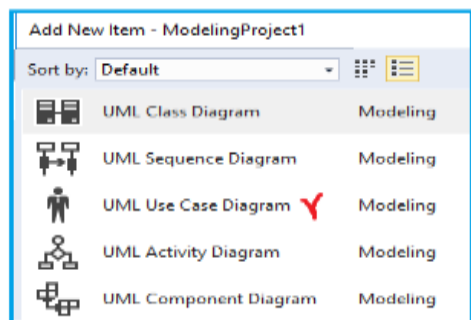 Add New Item - ModelingProject1
Sort by: Default
UML Class Diagram Modeling
UML Sequence Diagram Modeling
UML Use Case Diagram Modeling
UML Activity Diagram Modeling
UML Component Diagram Modeling